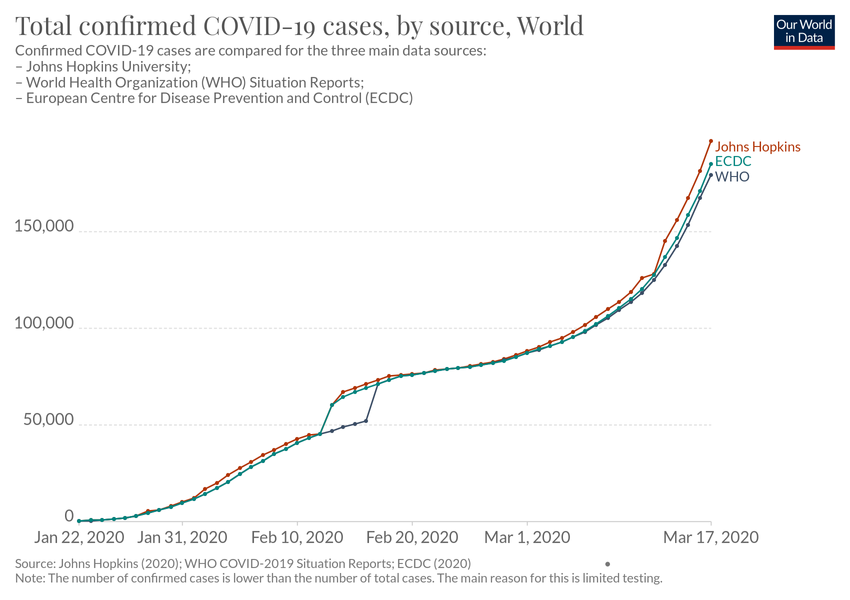 Total confirmed COVID-19 cases, by source, World
Our World
in Data
Confirmed COVID-19 cases are compared for the three main data sources:
– Johns Hopkins University;
– World Health Organization (WHO) Situation Reports;
– European Centre for Disease Prevention and Control (ECDC)
Johns Hopkins
ECDC
WHO
150,000
100,000
50,000
0
Jan 22, 2020 Jan 31, 2020 Feb 10, 2020 Feb 20, 2020 Mar 1, 2020 Mar 17, 2020
Source: Johns Hopkins (2020); WHO COVID-2019 Situation Reports; ECDC (2020)
Note: The number of confirmed cases is lower than the number of total cases. The main reason for this is limited testing.